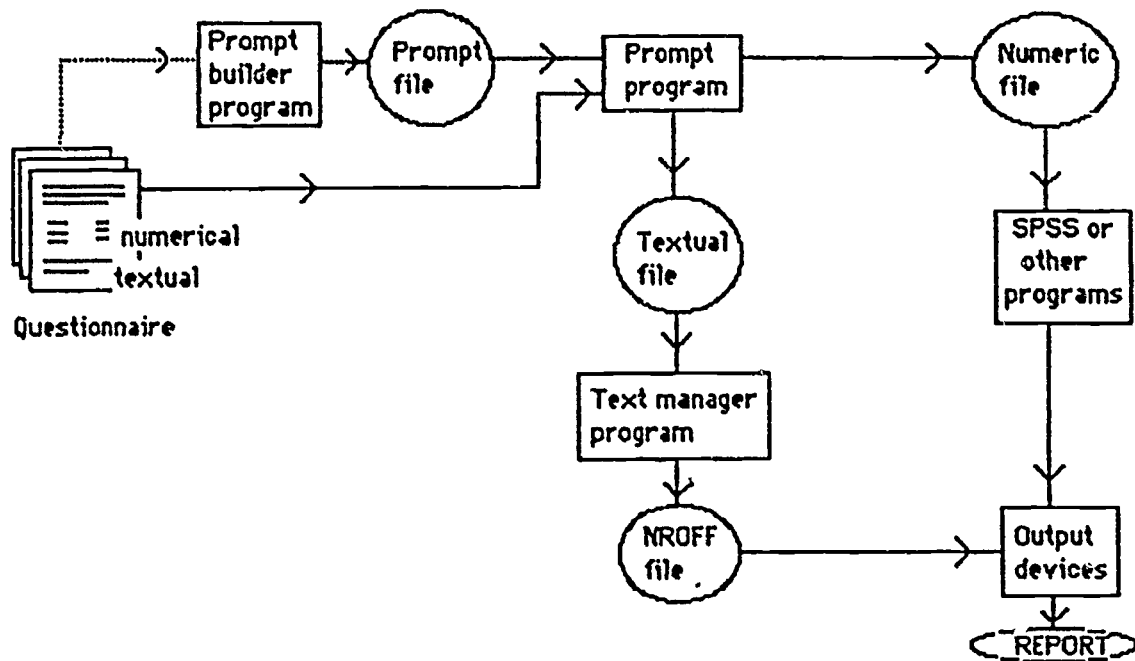 Prompt
builder
program
Prompt
file
Prompt
program
Numeric
file
numerical
textual
Questionnaire
Textual
file
SPSS or
other
programs
Text manager
program
NROFF
file
Output
devices
REPORT